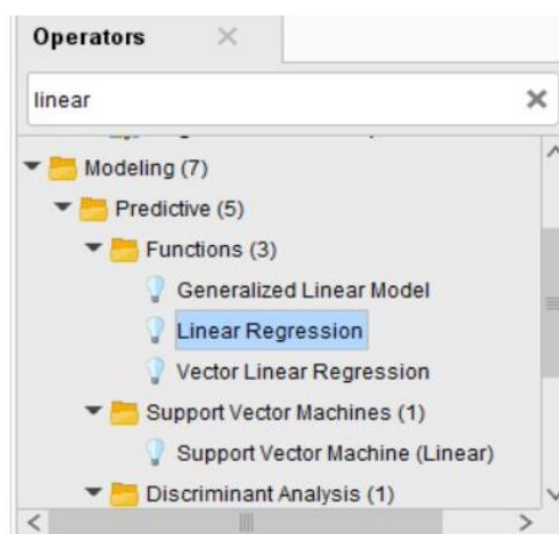 Operators
linear
Modeling (7)
Predictive (5)
Functions (3)
Generalized Linear Model
Linear Regression
Vector Linear Regression
Support Vector Machines (1)
Support Vector Machine (Linear)
Discriminant Analysis (1)